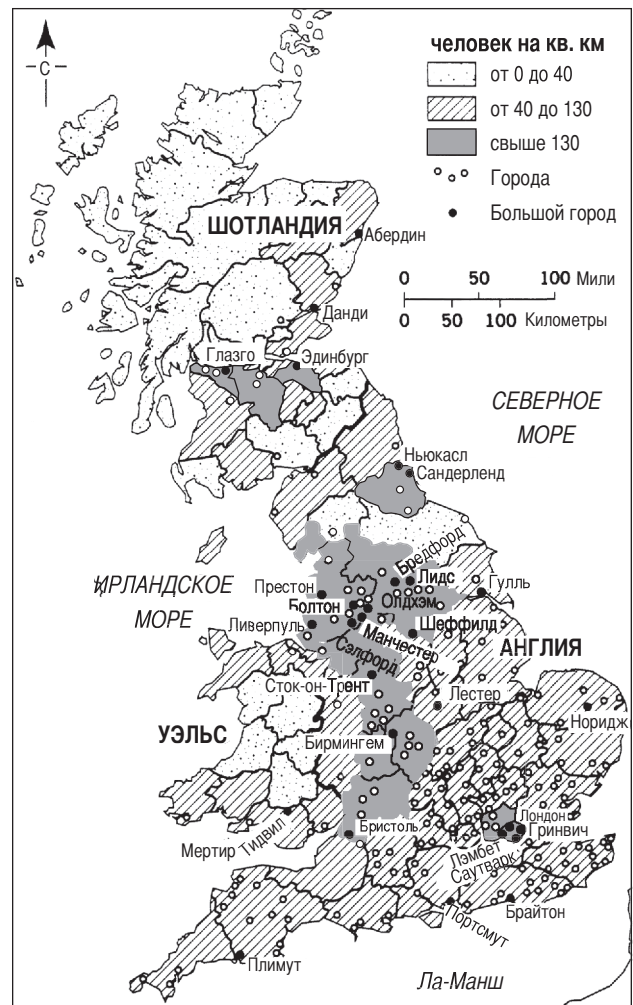 С
человек на кв. км
от 0 до 40
от 40 до 130
свыше 130
Города
Большой город
ШОТЛАНДИЯ
Абердин
0 50 100 Мили
0 50 100 Километры
Данди
Глазго
Эдинбург
СЕВЕРНОЕ
МОРЕ
Ньюкасл
Сандерленд
ИРЛАНДСКОЕ
МОРЕ
Бредфорд
Лидс
Гулль
Престон
Болтон
Олдхэм
Ливерпуль
Манчестер
Шеффилд
Сэлфорд
АНГЛИЯ
Сток-он-Трент
Лестер
УЭЛЬС
Нориджи
Бирмингем
Мертир Тидвил
Бристоль
Лондон
Гринвич
Лэмбет
Саутварк
Портсмут
Брайтон
Плимут
Ла-Манш